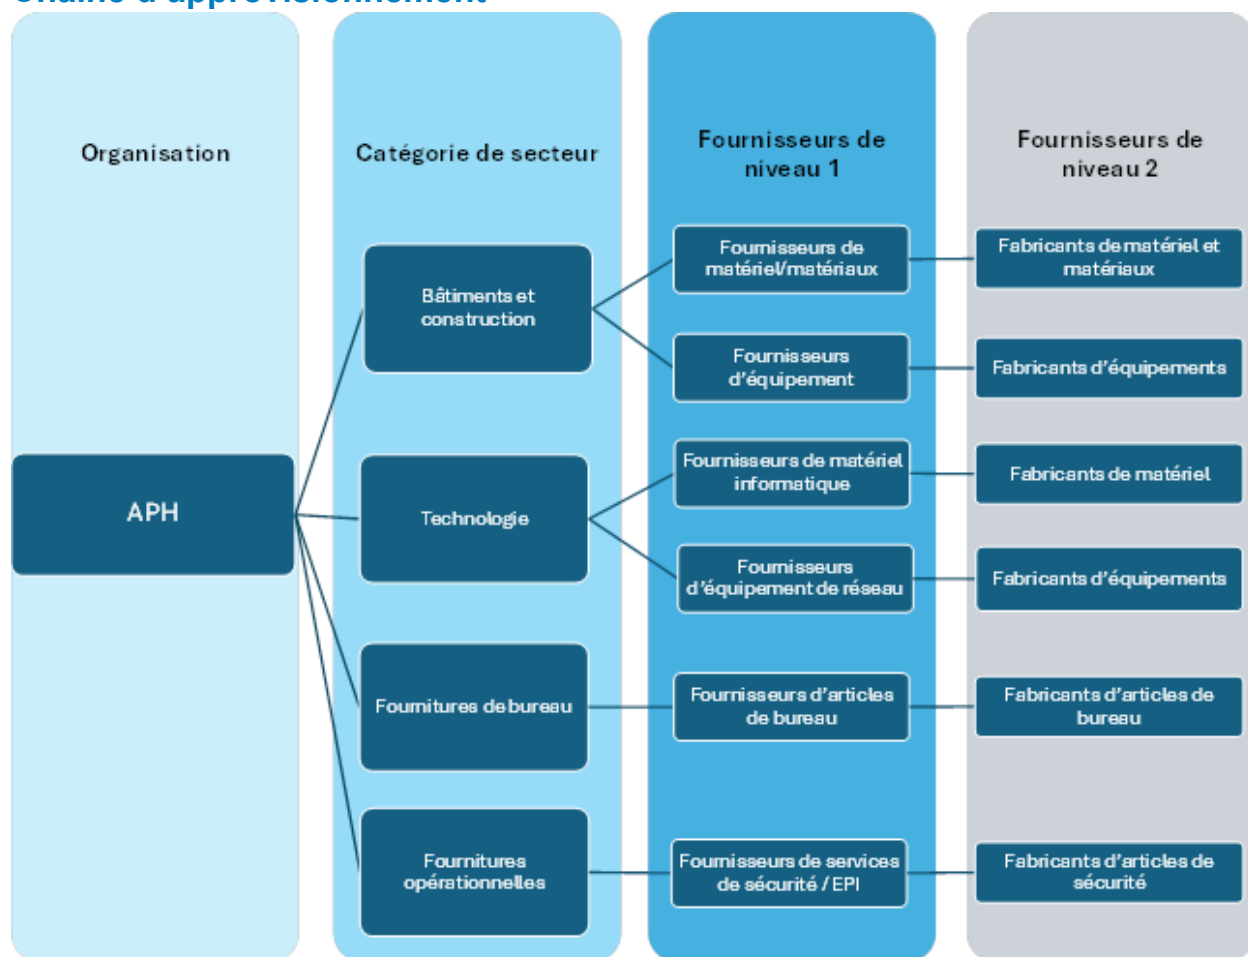 Chaîne d'approvisionnement
Organisation
Catégorie de secteur
Fournisseurs de
niveau 1
Fournisseurs de
niveau 2
APH
Bâtiments et
construction
Fournisseurs de
matériel/matériaux
Fabricants de matériel et
matériaux
Fournisseurs
d'équipement
Fabricants d'équipements
Technologie
Fournisseurs de matériel
informatique
Fabricants de matériel
Fournisseurs
d'équipement de réseau
Fabricants d'équipements
Fournitures de bureau
Fournisseurs d'articles
de bureau
Fabricants d'articles de
bureau
Fournitures
opérationnelles
Fournisseurs de services
de sécurité / EPI
Fabricants d'articles de
sécurité